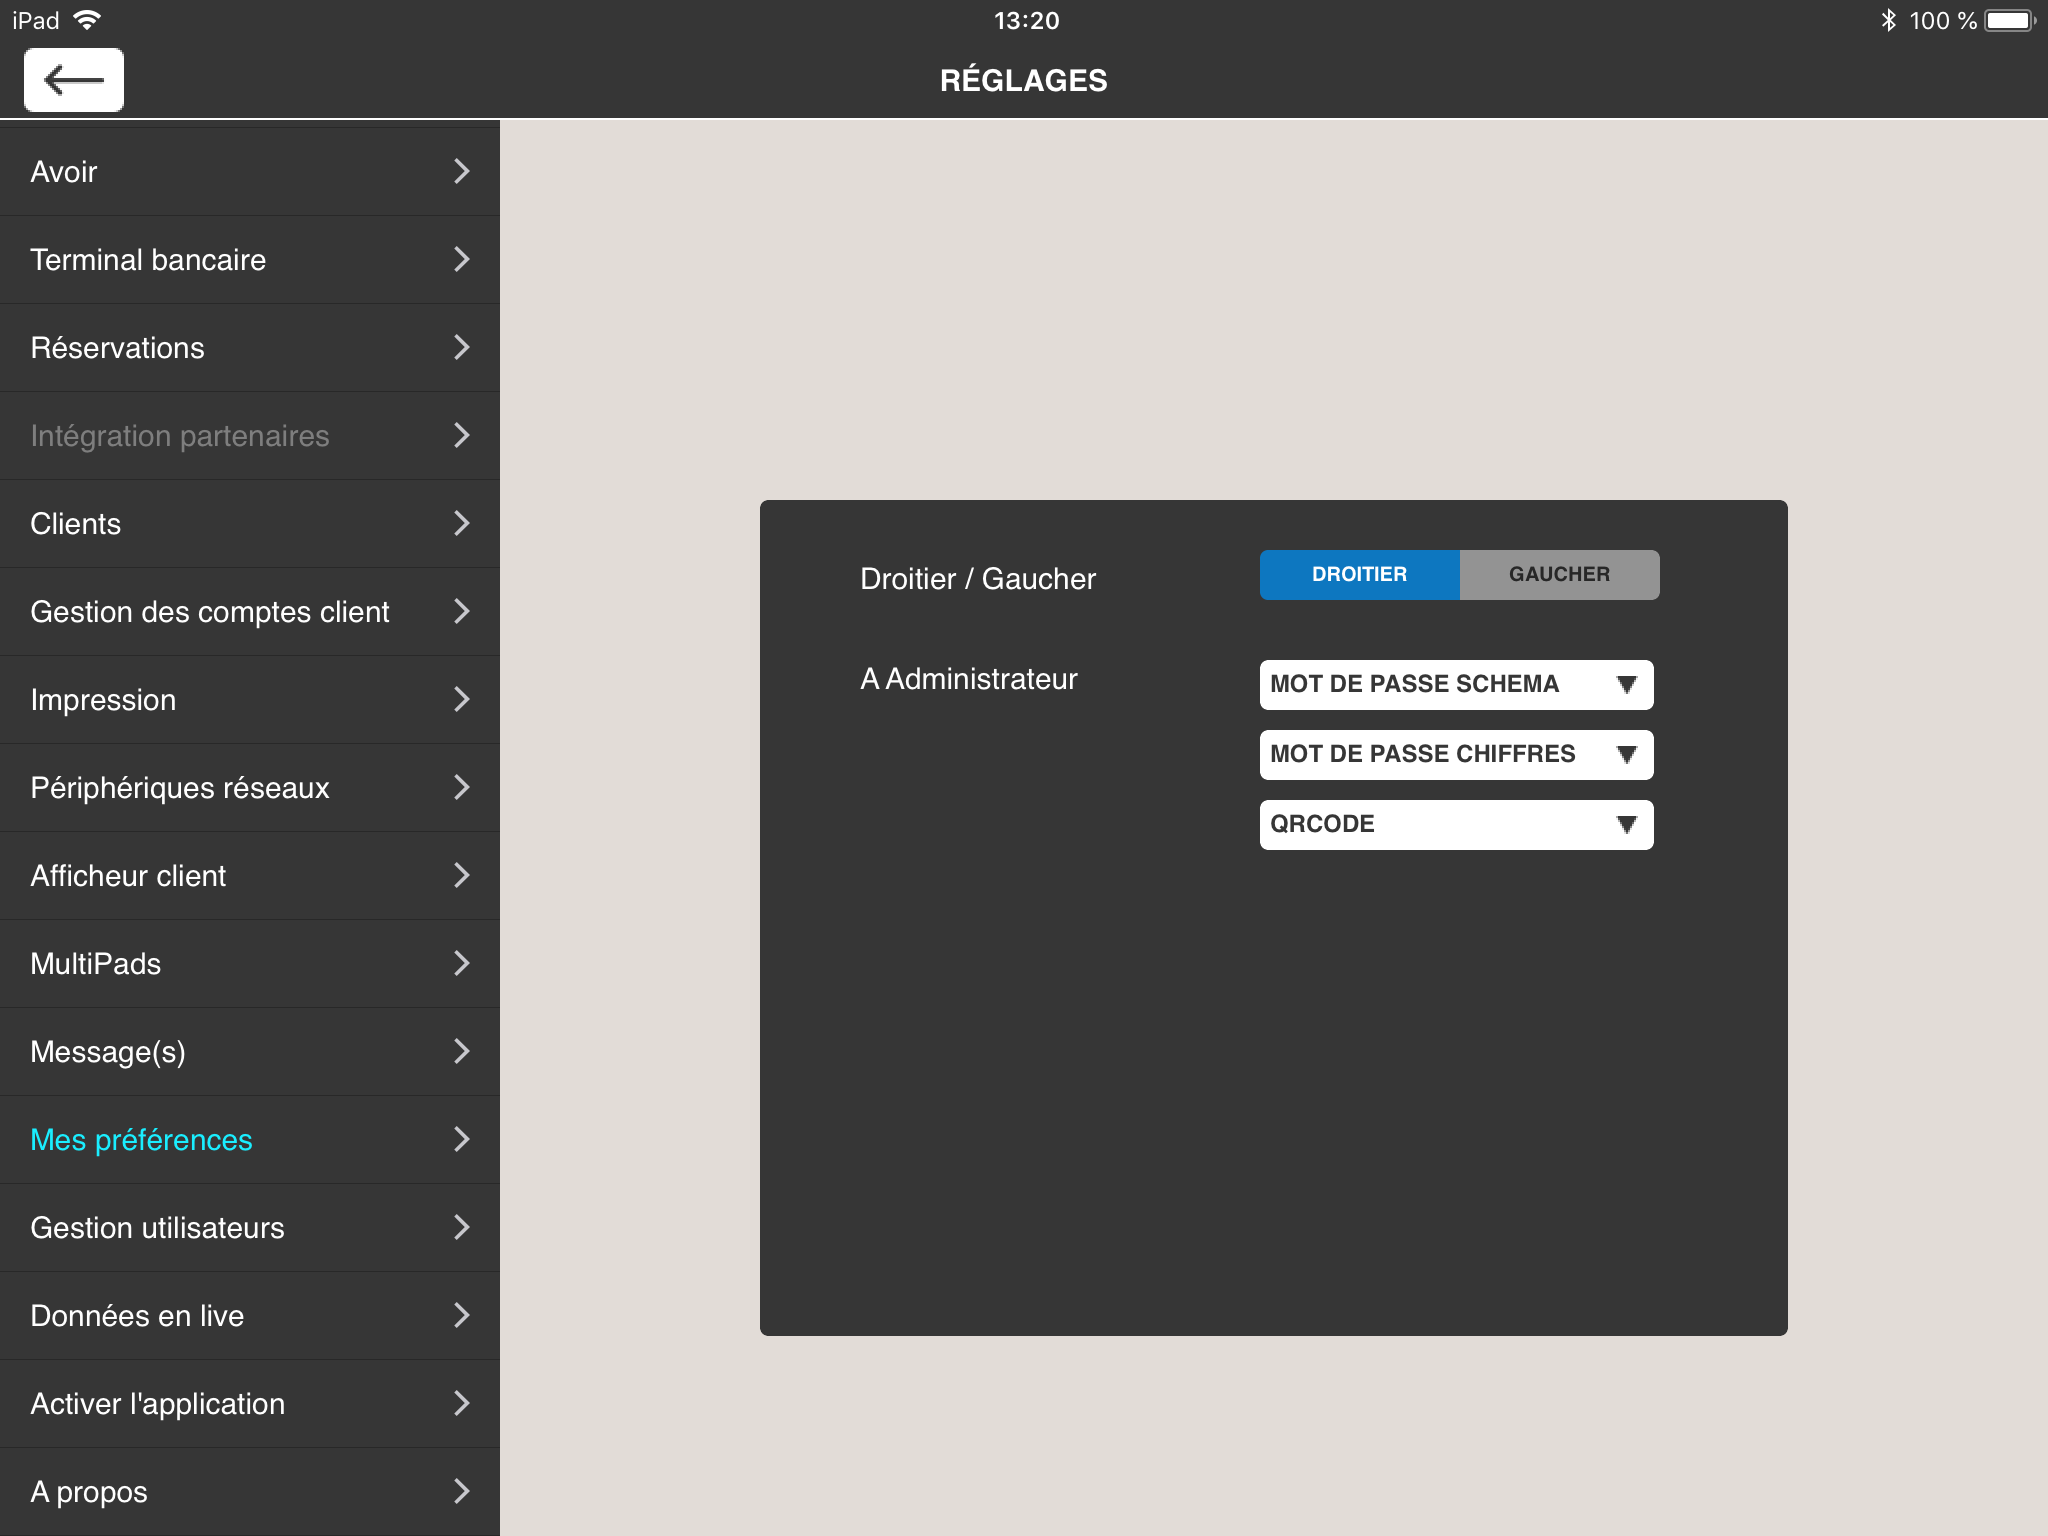 iPad
13:20
100 %
RÉGLAGES
Avoir
Terminal bancaire
Réservations
Intégration partenaires
Clients
Gestion des comptes client
Impression
Périphériques réseaux
Afficheur client
MultiPads
Message(s)
Mes préférences
Gestion utilisateurs
Données en live
Activer l'application
A propos
Droitier / Gaucher
DROITIER
GAUCHER
A Administrateur
MOT DE PASSE SCHEMA
MOT DE PASSE CHIFFRES
QRCODE